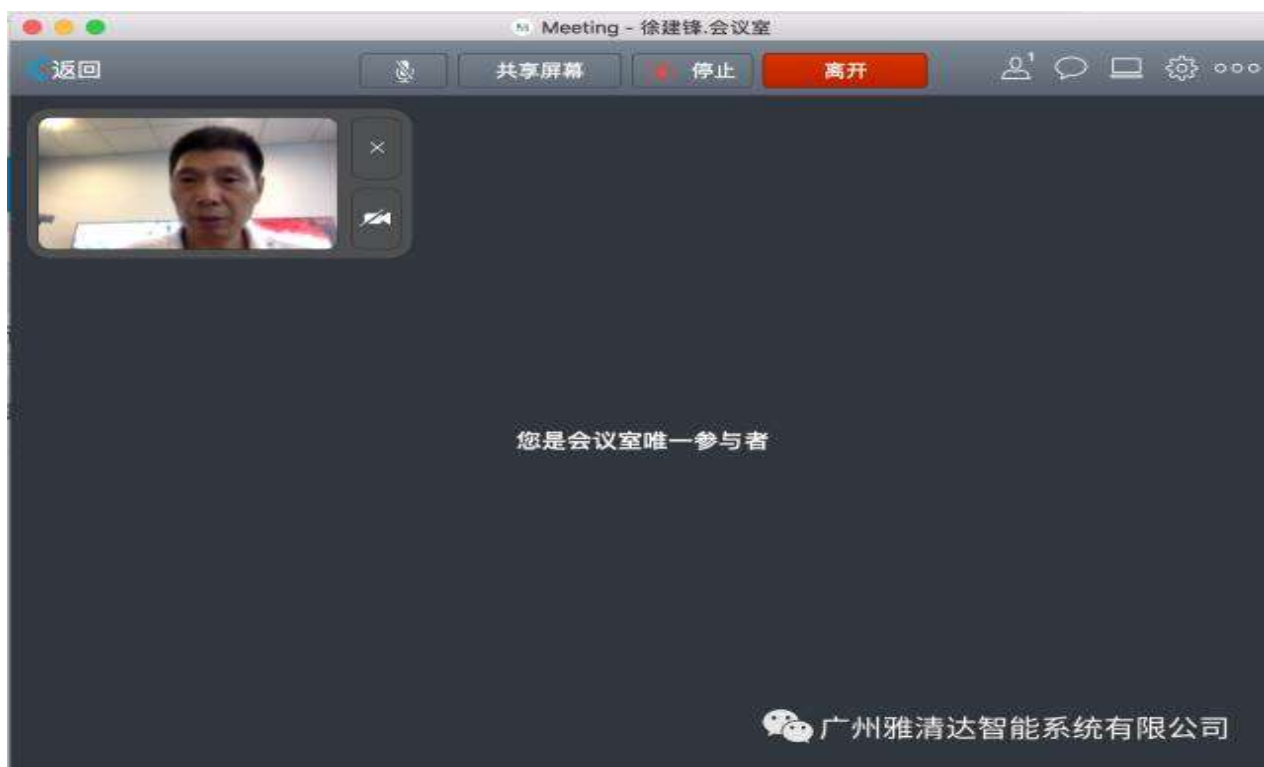 Meeting - 徐建锋.会议室
返回
共享屏幕
停止
离开
1
您是会议室唯一参与者
广州雅清达智能系统有限公司